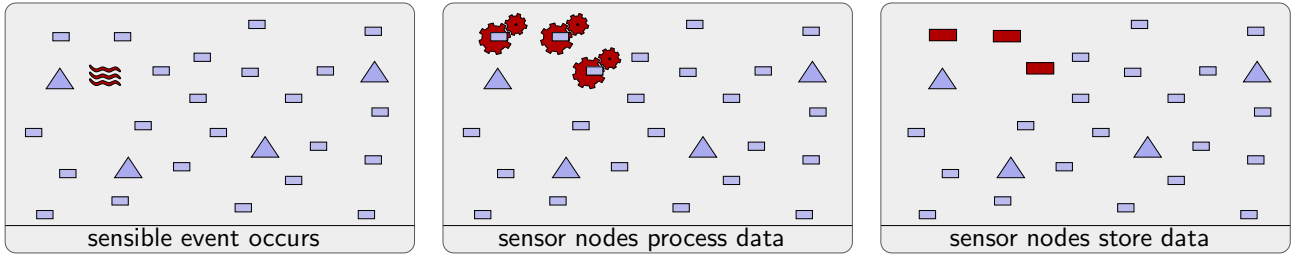 sensible event occurs
sensor nodes process data
sensor nodes store data